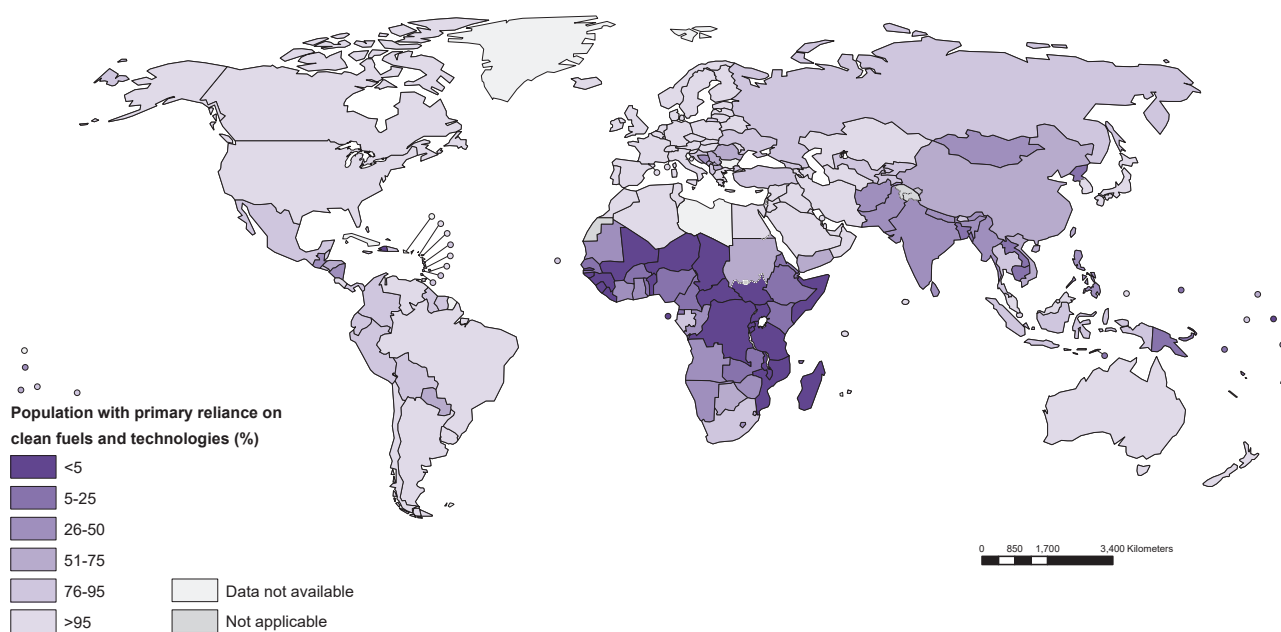 Population with primary reliance on
clean fuels and technologies (%)
<5
5-25
26-50
51-75
76-95
>95
Data not available
Not applicable
0 850 1,700 3,400 Kilometers